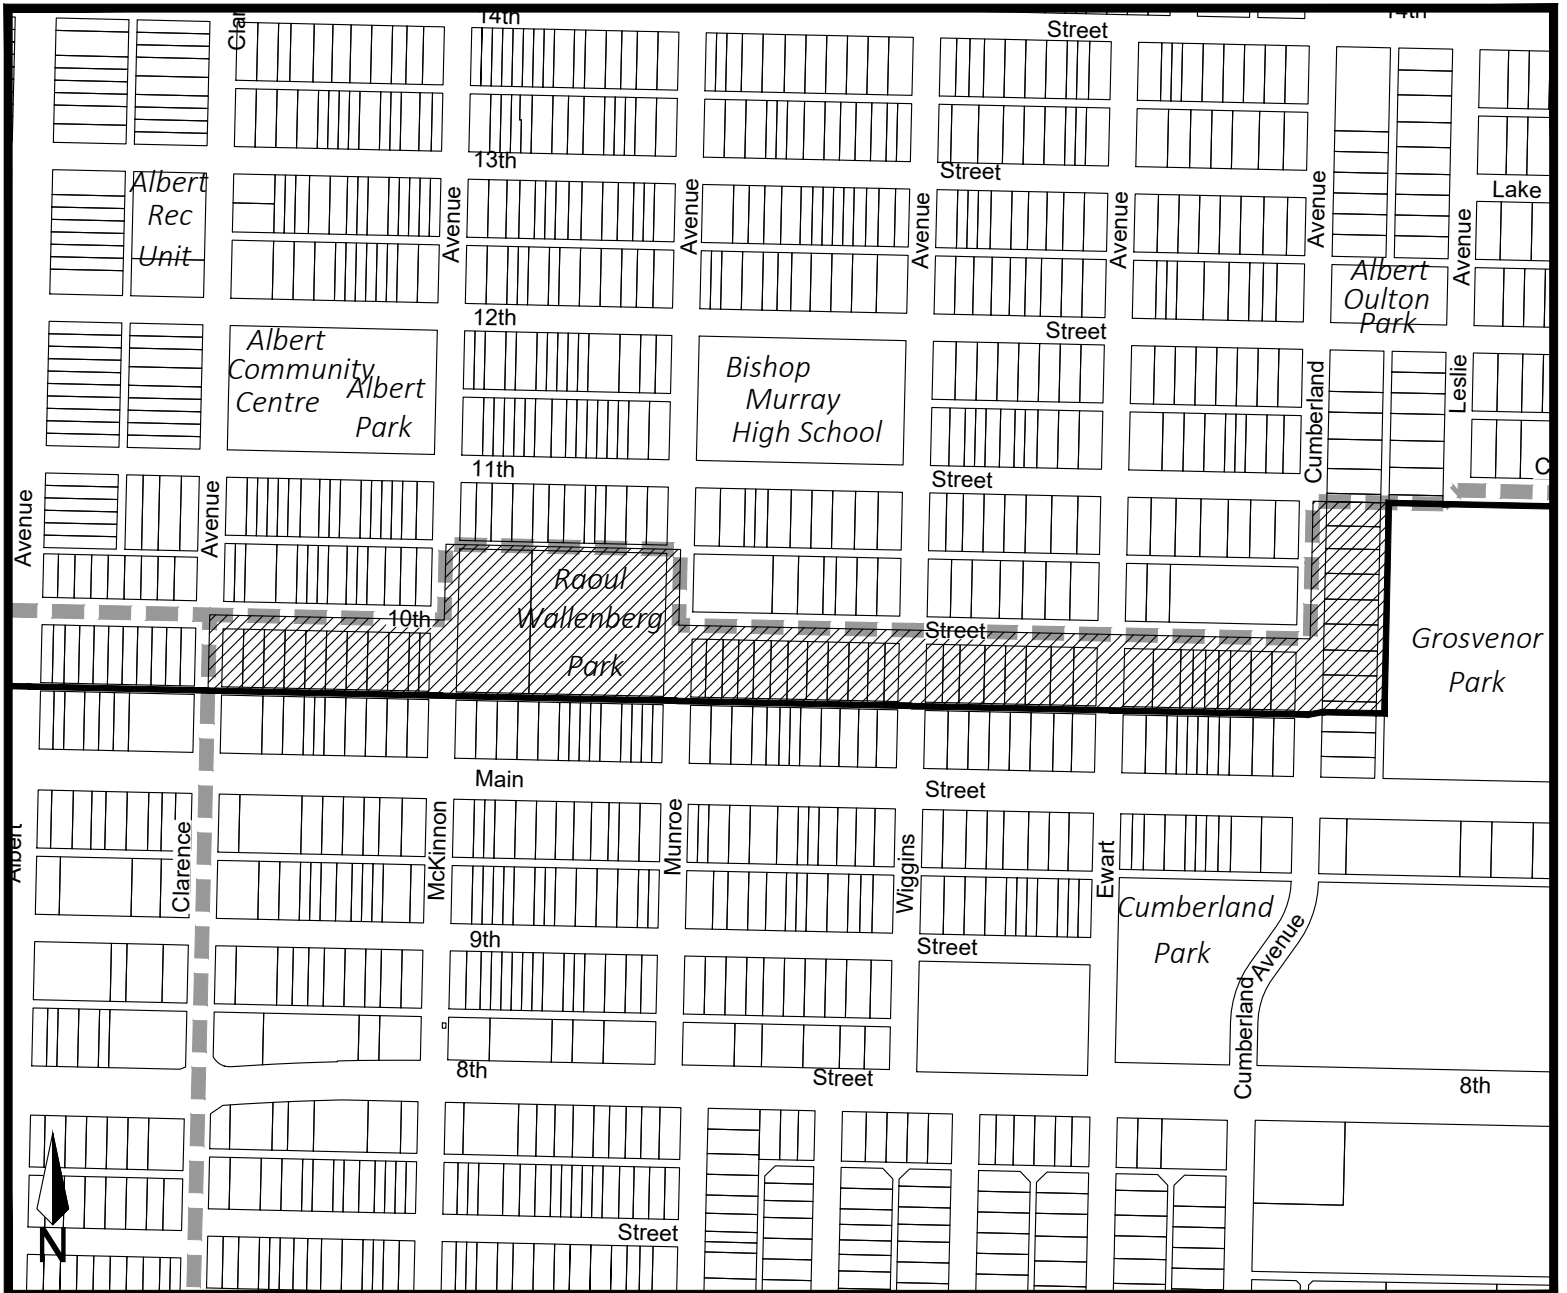 14th
Street
14th
Clar
13th
Street
Lake
Albert
Rec
Unit
Avenue
Avenue
Avenue
Avenue
Avenue
Avenue
Albert
Oulton
Park
12th
Street
Albert
Community
Centre
Albert
Park
Bishop
Murray
High School
Cumberland
Leslie
11th
Street
C
Avenue
Avenue
Raoul
Wallenberg
Park
10th
Street
Grosvenor
Park
Main
Street
Albert
Clarence
McKinnon
Munroe
Wiggins
Ewart
Cumberland
Park
9th
Street
Cumberland
Avenue
8th
Street
8th
Street
N